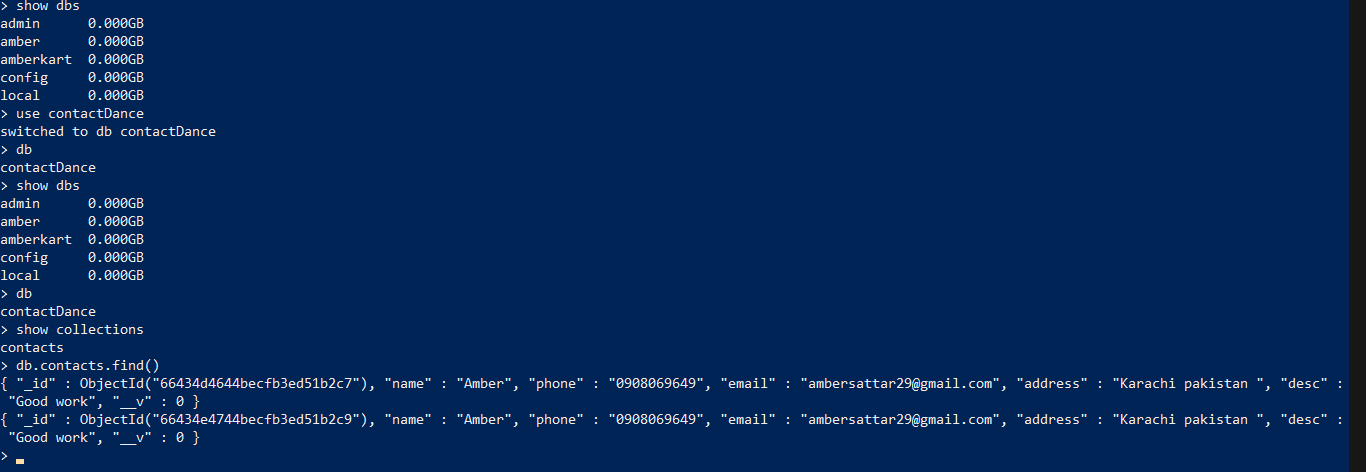 > show dbs
admin      0.000GB
amber      0.000GB
amberkart  0.000GB
config     0.000GB
local      0.000GB
> use contactDance
switched to db contactDance
> db
contactDance
> show dbs
admin      0.000GB
amber      0.000GB
amberkart  0.000GB
config     0.000GB
local      0.000GB
> db
contactDance
> show collections
contacts
> db.contacts.find()
{ "_id" : ObjectId("66434d4644becfb3ed51b2c7"), "name" : "Amber", "phone" : "0908069649", "email" : "ambersattar29@gmail.com", "address" : "Karachi pakistan ", "desc" :
 "Good work", "__v" : 0 }
{ "_id" : ObjectId("66434e4744becfb3ed51b2c9"), "name" : "Amber", "phone" : "0908069649", "email" : "ambersattar29@gmail.com", "address" : "Karachi pakistan ", "desc" :
 "Good work", "__v" : 0 }
>